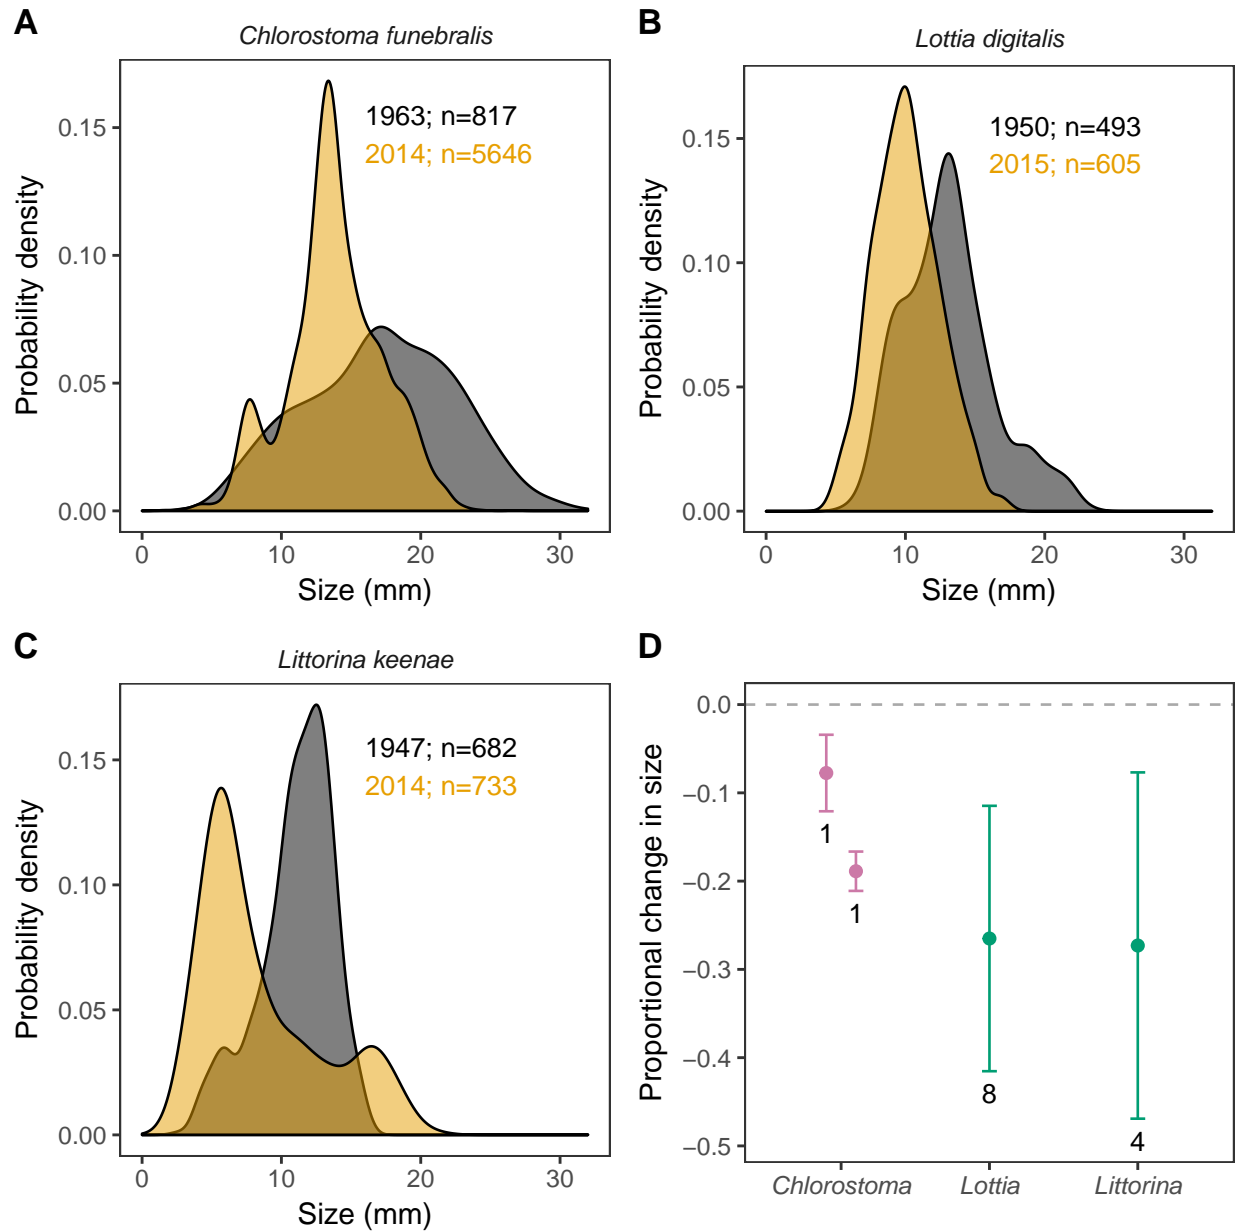 A
Chlorostoma funebralis
1963; n=817
2014; n=5646
Probability density
0.15
0.10
0.05
0.00
0
10
20
30
Size (mm)
B
Lottia digitalis
1950; n=493
2015; n=605
Probability density
0.15
0.10
0.05
0.00
0
10
20
30
Size (mm)
C
Littorina keenae
1947; n=682
2014; n=733
Probability density
0.15
0.10
0.05
0.00
0
10
20
30
Size (mm)
D
Proportional change in size
0.0
−0.1
−0.2
−0.3
−0.4
−0.5
1
1
8
4
Chlorostoma
Lottia
Littorina